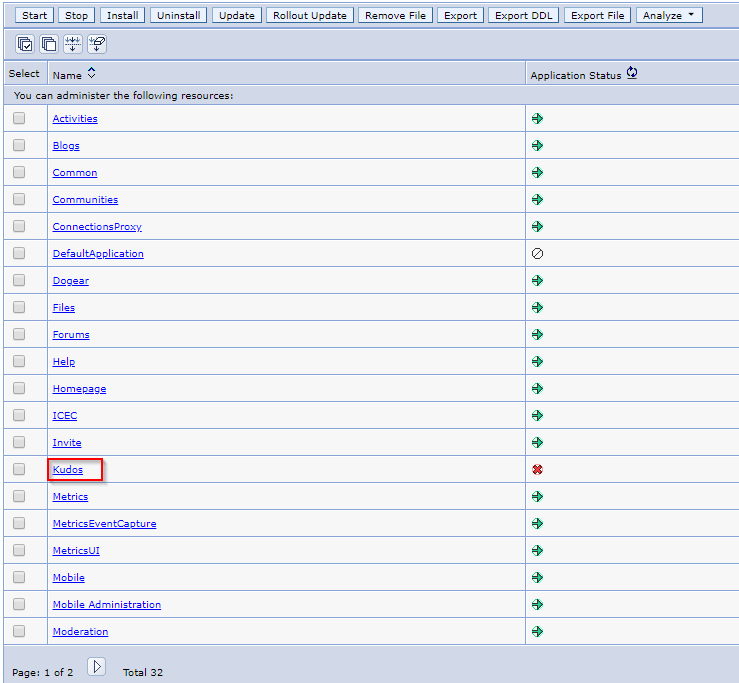 Start Stop Install Uninstall Update Rollout Update Remove File Export Export DDL Export File Analyze
Select Name Application Status
You can administer the following resources:
Activities
Blogs
Common
Communities
ConnectionsProxy
DefaultApplication
Dogear
Files
Forums
Help
Homepage
ICEC
Invite
Kudos
Metrics
MetricsEventCapture
MetricsUI
Mobile
Mobile Administration
Moderation
Page: 1 of 2 Total 32